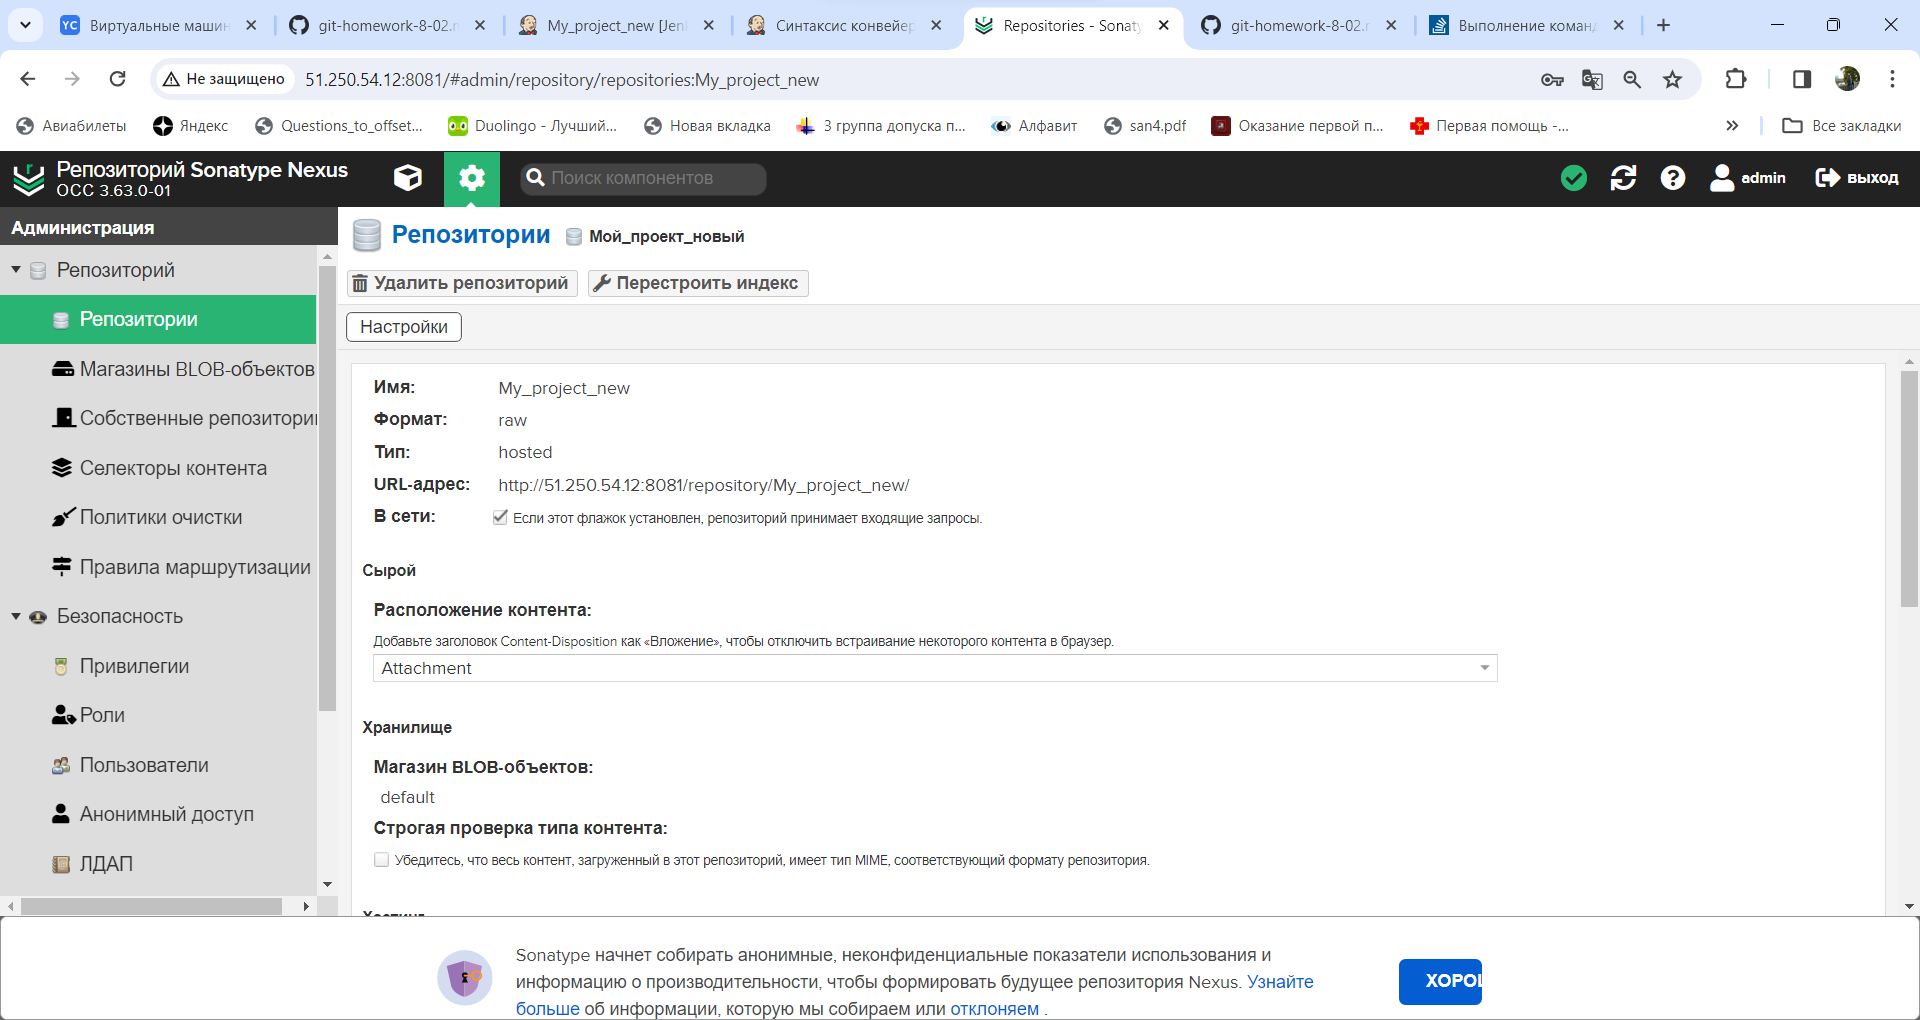 Виртуальные машин
git-homework-8-02.
My_project_new [Jen
Синтаксис конвейер
Repositories - Sonaty
git-homework-8-02.
Выполнение коман
Не защищено
51.250.54.12:8081/#admin/repository/repositories:My_project_new
Авиабилеты
Яндекс
Questions_to_offset...
Duolingo - Лучший...
Новая вкладка
3 группа допуска п...
Алфавит
san4.pdf
Оказание первой п...
Первая помощь -...
Все закладки
Репозиторий Sonatype Nexus
ОСС 3.63.0-01
Поиск компонентов
admin
выход
Администрация
Репозиторий
Репозитории
Магазины BLOB-объектов
Собственные репозитории
Селекторы контента
Политики очистки
Правила маршрутизации
Безопасность
Привилегии
Роли
Пользователи
Анонимный доступ
ЛДАП
Репозитории
Мой_проект_новый
Удалить репозиторий
Перестроить индекс
Настройки
Имя: My_project_new
Формат: raw
Тип: hosted
URL-адрес: http://51.250.54.12:8081/repository/My_project_new/
В сети: Если этот флажок установлен, репозиторий принимает входящие запросы.
Сырой
Расположение контента:
Добавьте заголовок Content-Disposition как «Вложение», чтобы отключить встраивание некоторого контента в браузер.
Attachment
Хранилище
Магазин BLOB-объектов:
default
Строгая проверка типа контента:
Убедитесь, что весь контент, загруженный в этот репозиторий, имеет тип MIME, соответствующий формату репозитория.
Sonatype начнет собирать анонимные, неконфиденциальные показатели использования и
информацию о производительности, чтобы формировать будущее репозитория Nexus. Узнайте
больше об информации, которую мы собираем или отклоняем .
ХОРОШ